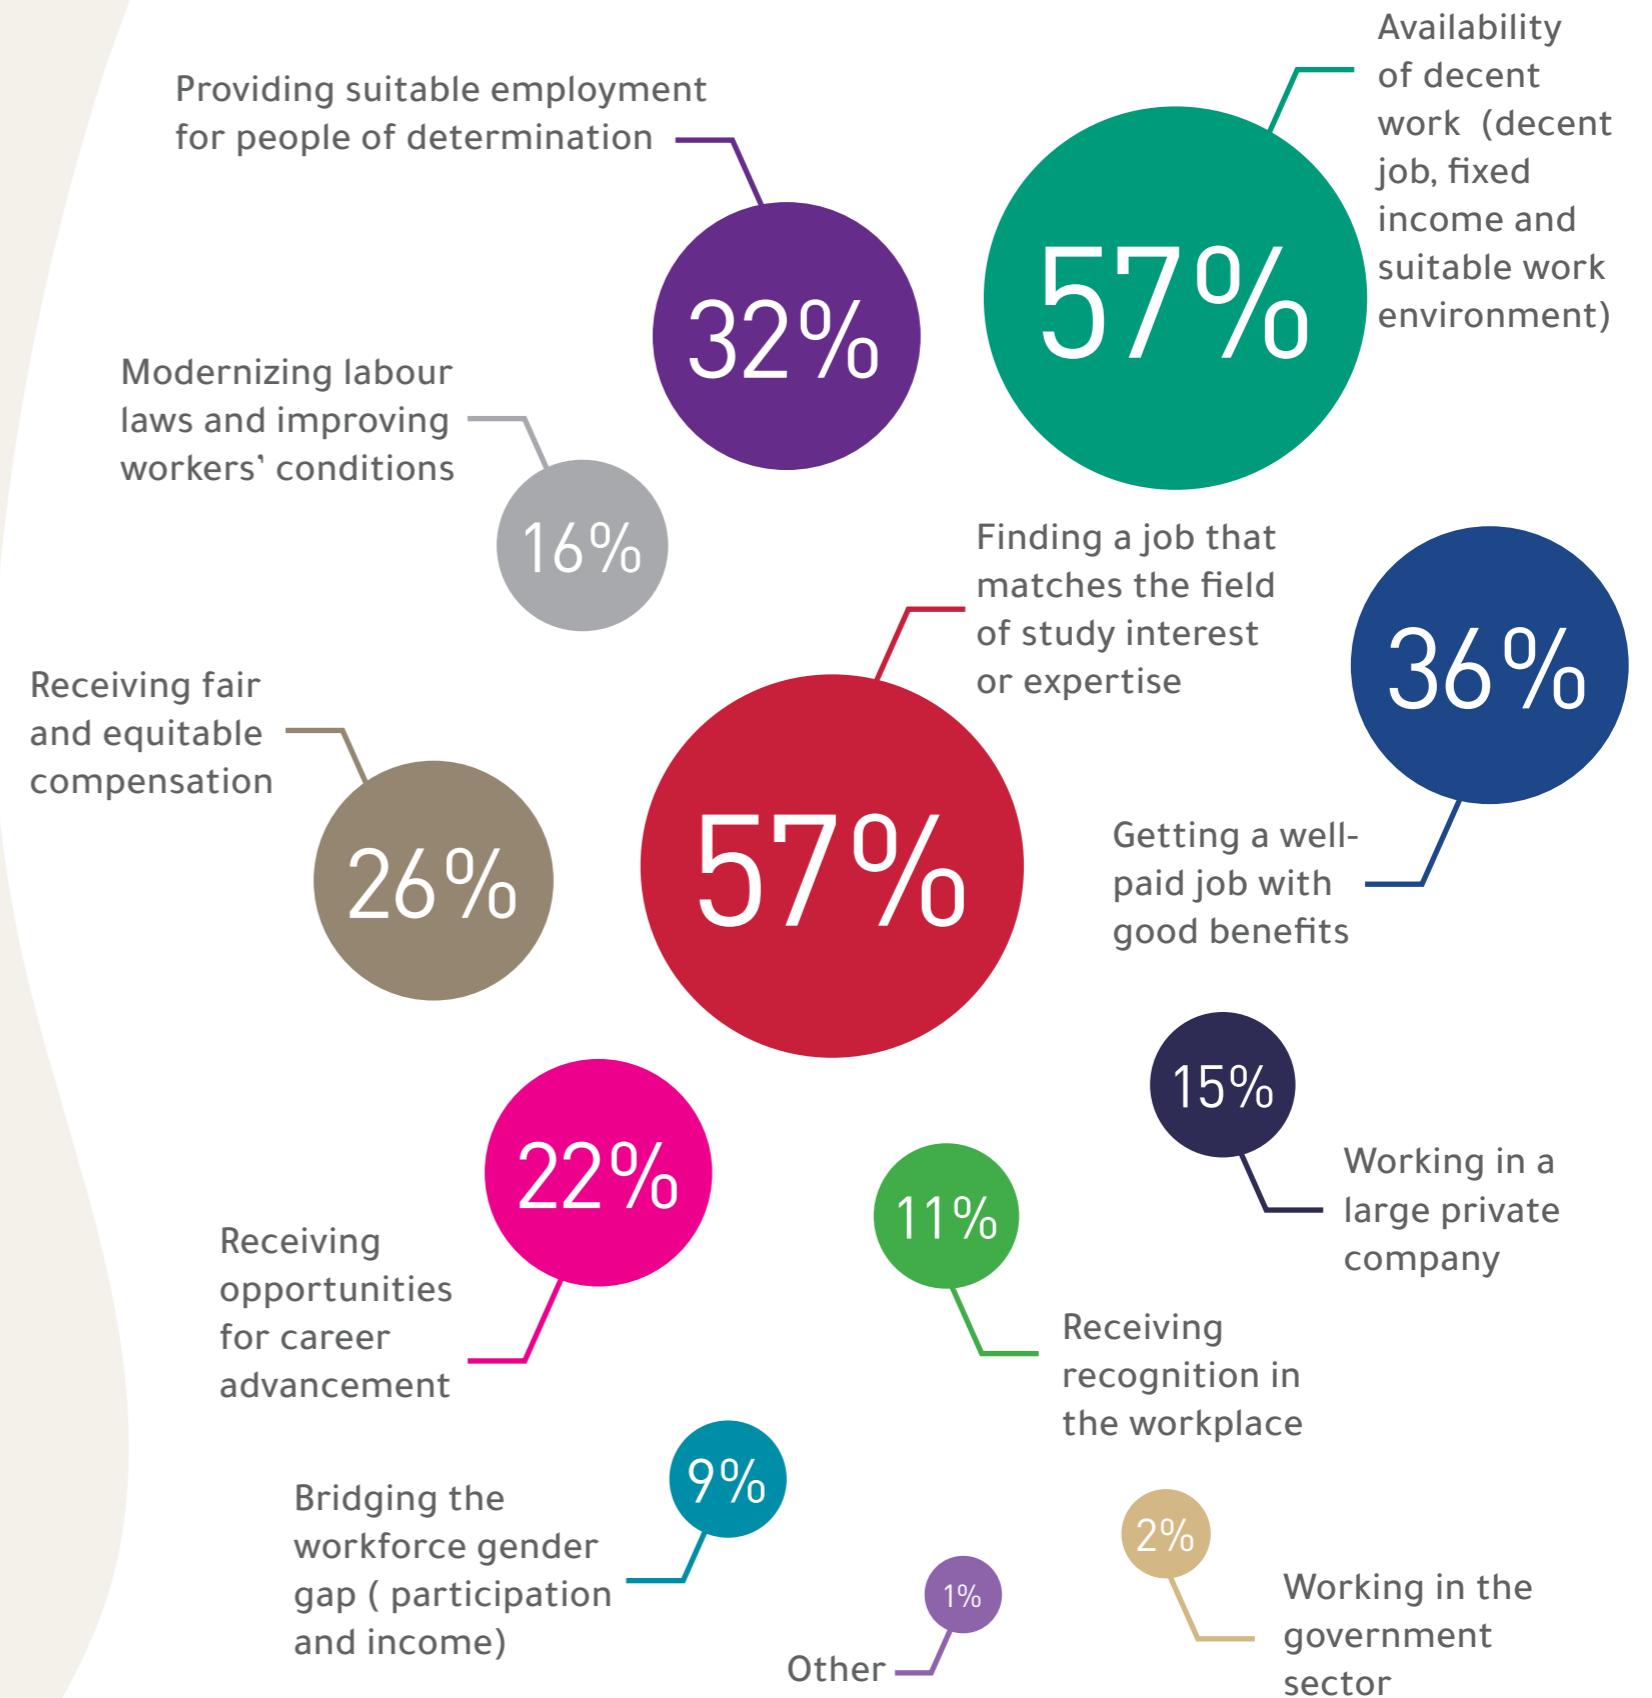 Availability
of decent
work (decent
job, fixed
income and
suitable work
environment)
57%
Providing suitable employment
for people of determination
32%
Modernizing labour
laws and improving
workers' conditions
16%
Finding a job that
matches the field
of study interest
or expertise
57%
36%
Getting a well-
paid job with
good benefits
Receiving fair
and equitable
compensation
26%
15%
Working in a
large private
company
22%
Receiving
opportunities
for career
advancement
11%
Receiving
recognition in
the workplace
9%
Bridging the
workforce gender
gap ( participation
and income)
1%
Other
2%
Working in the
government
sector